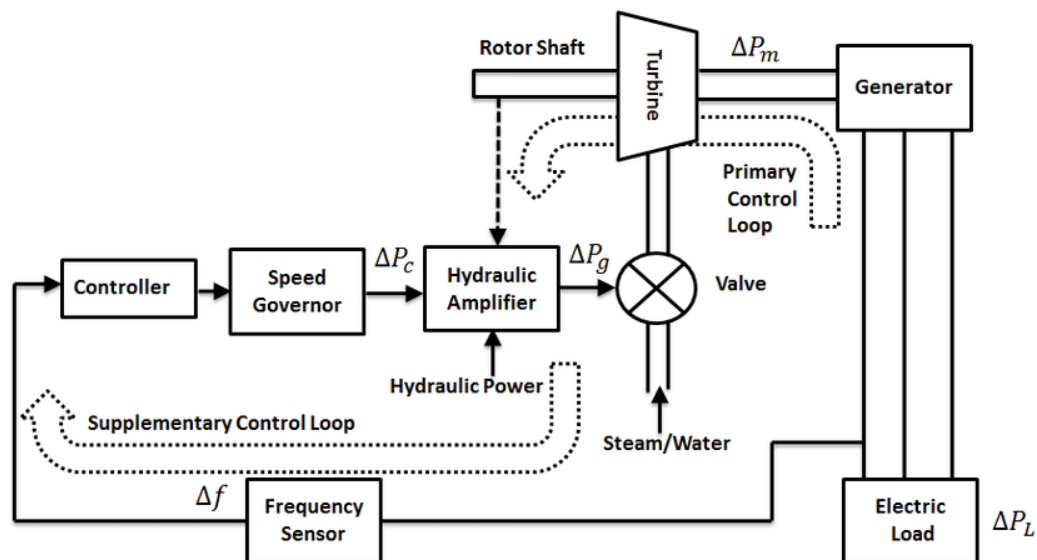 Rotor Shaft
Turbine
ΔPₘ
Generator
Primary
Control
Loop
Controller
Speed
Governor
ΔP_c
Hydraulic
Amplifier
ΔP_g
Valve
Hydraulic Power
Supplementary Control Loop
Steam/Water
Δf
Frequency
Sensor
Electric
Load
ΔP_L